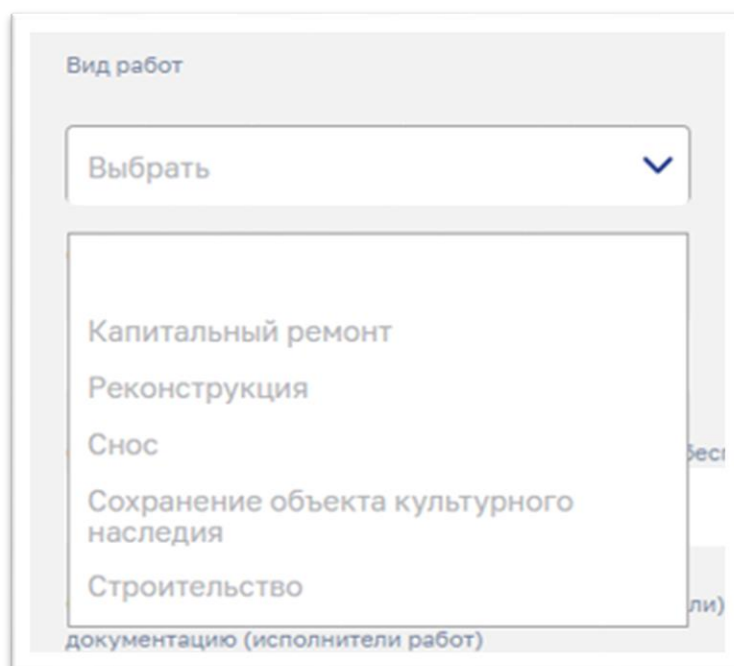 Вид работ
Выбрать
Капитальный ремонт
Реконструкция
Снос
Сохранение объекта культурного
наследия
Строительство
документацию (исполнители работ)